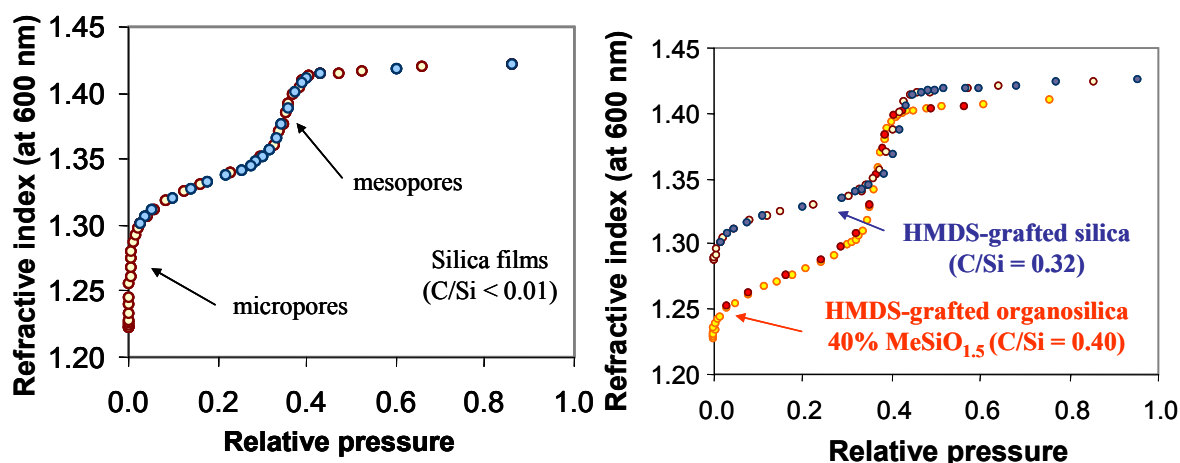 Refractive index (at 600 nm)
1.45
1.40
1.35
1.30
1.25
1.20
mesopores
micropores
Silica films
(C/Si < 0.01)
0.0 0.2 0.4 0.6 0.8 1.0
Relative pressure
Refractive index (at 600 nm)
1.45
1.40
1.35
1.30
1.25
1.20
HMDS-grafted silica
(C/Si = 0.32)
HMDS-grafted organosilica
40% MeSiO1.5 (C/Si = 0.40)
0.0 0.2 0.4 0.6 0.8 1.0
Relative pressure